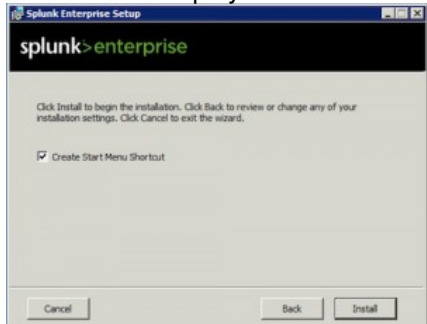 Splunk Enterprise Setup
splunk>enterprise
Click Install to begin the installation. Click Back to review or change any of your
installation settings. Click Cancel to exit the wizard.
Create Start Menu Shortcut
Cancel Back Install